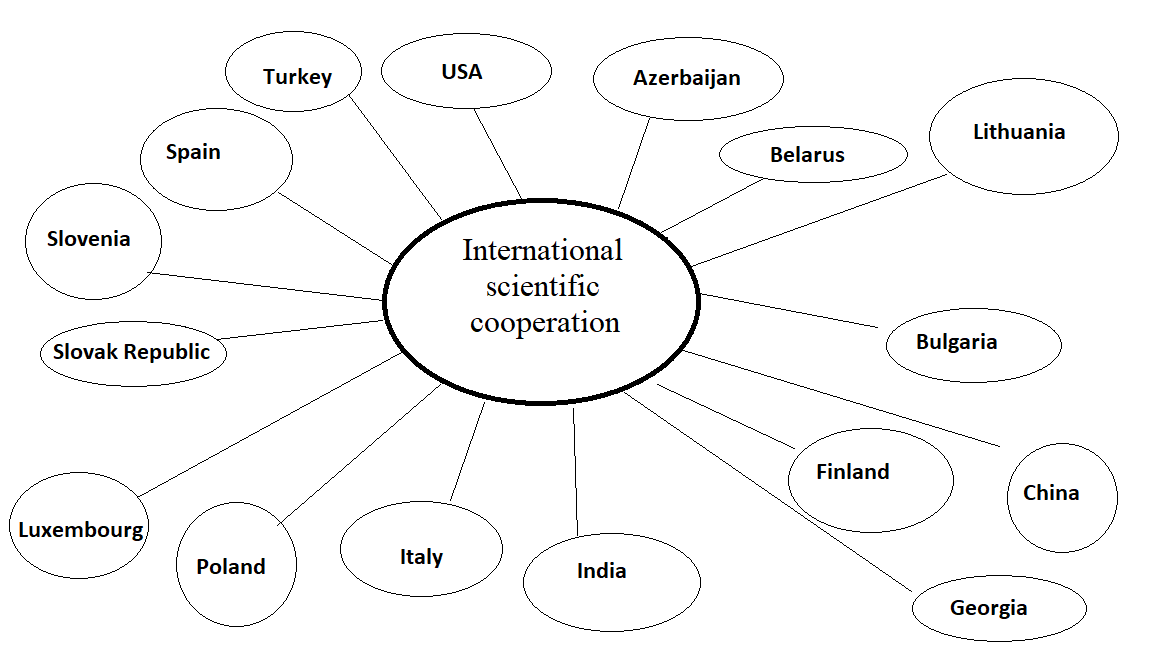 Turkey
USA
Azerbaijan
Lithuania
Spain
Belarus
Slovenia
International
scientific
cooperation
Slovak Republic
Bulgaria
Finland
China
Luxembourg
Poland
Italy
India
Georgia